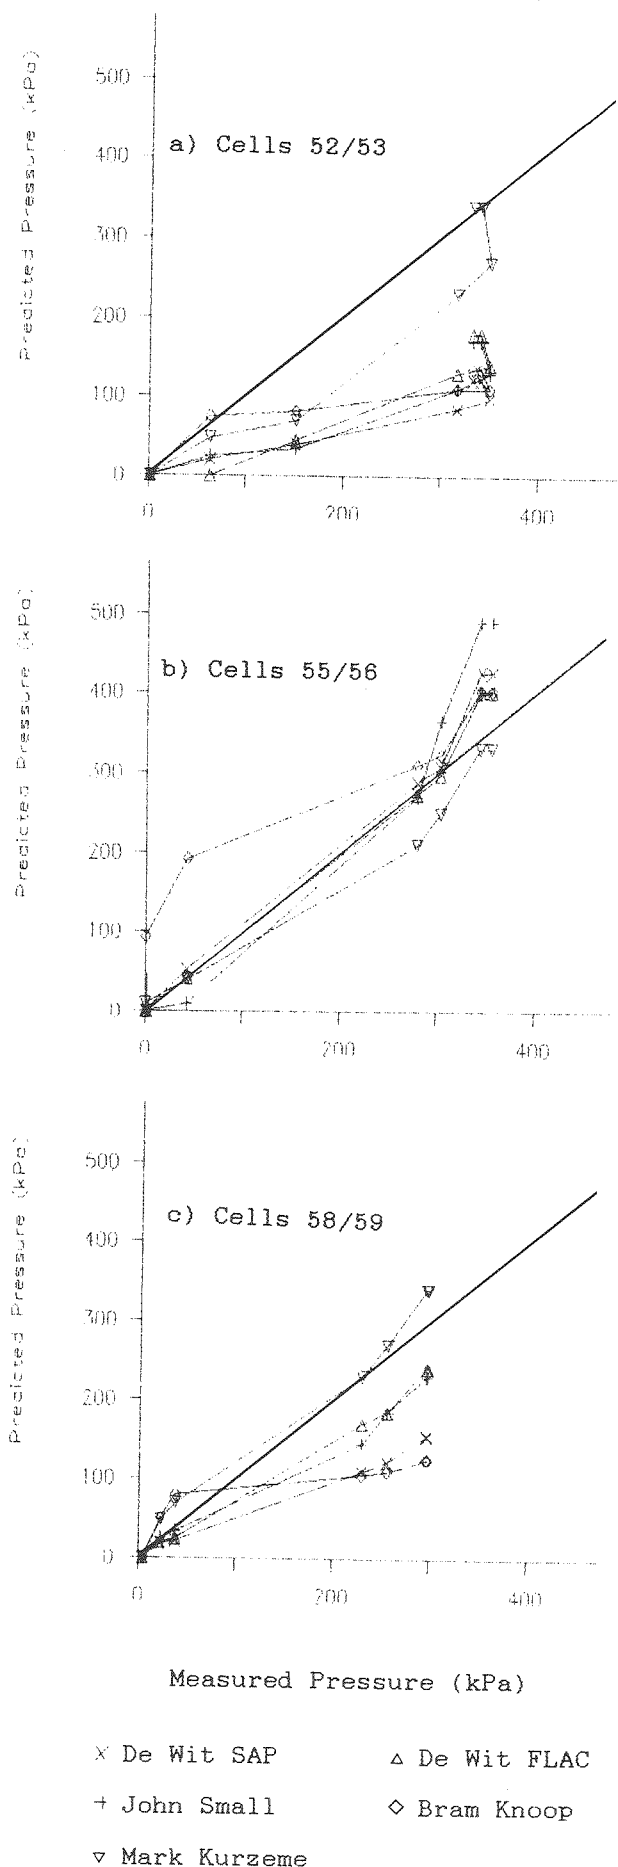 Predicted Pressure (kPa)
500
400
300
200
100
0
a) Cells 52/53
0
200
400
Predicted Pressure (kPa)
500
400
300
200
100
0
b) Cells 55/56
0
200
400
Predicted Pressure (kPa)
500
400
300
200
100
0
c) Cells 58/59
0
200
400
Measured Pressure (kPa)
× De Wit SAP
△ De Wit FLAC
+ John Small
◇ Bram Knoop
▽ Mark Kurzeme